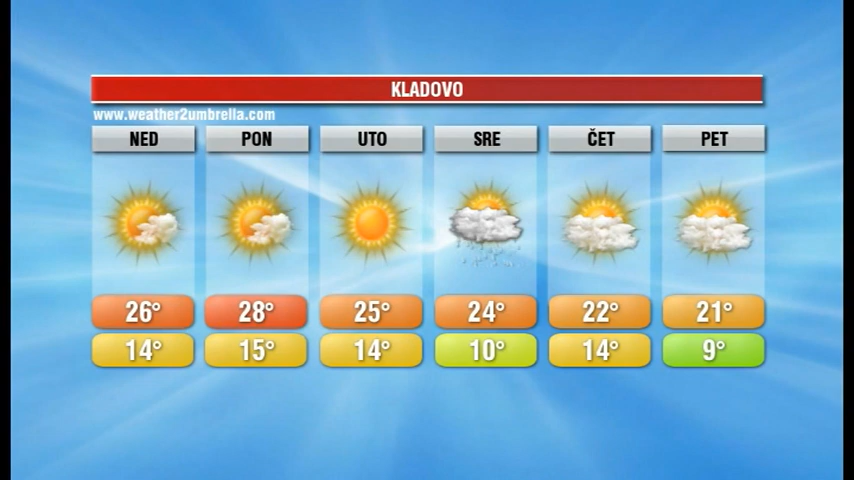 KLADOVO
www.weather2umbrella.com
NED PON UTO SRE ČET PET
26° 28° 25° 24° 22° 21°
14° 15° 14° 10° 14° 9°